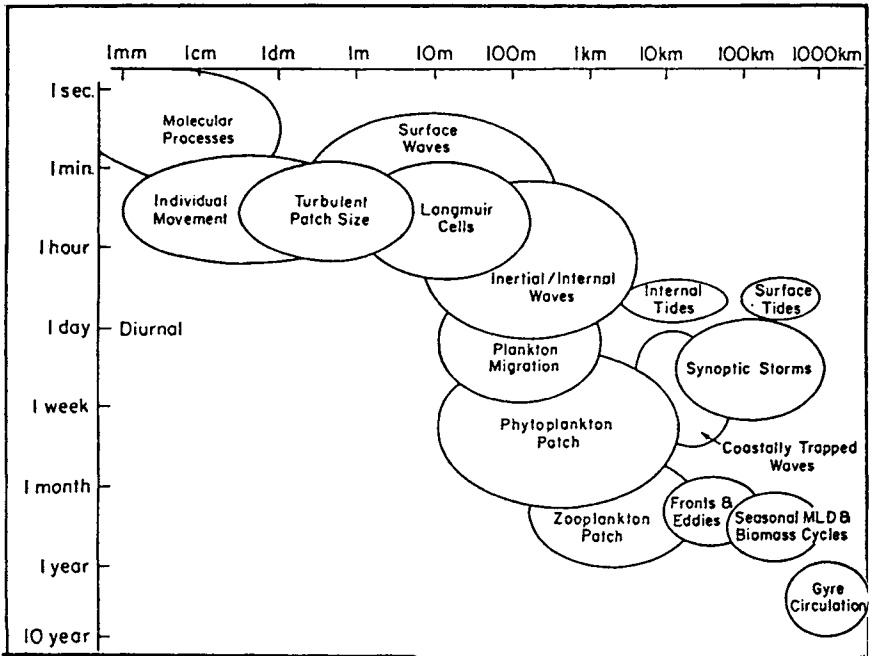 1mm 1cm 1dm 1m 10m 100m 1km 10km 100km 1000km
1 sec.
Molecular
Processes
Surface
Waves
1 min.
Individual
Movement
Turbulent
Patch Size
Langmuir
Cells
1 hour
Inertial/Internal
Waves
Internal
Tides
Surface
Tides
1 day
Diurnal
Plankton
Migration
Synoptic Storms
1 week
Phytoplankton
Patch
Coastally Trapped
Waves
1 month
Zooplankton
Patch
Fronts &
Eddies
Seasonal MLD &
Biomass Cycles
1 year
Gyre
Circulation
10 year